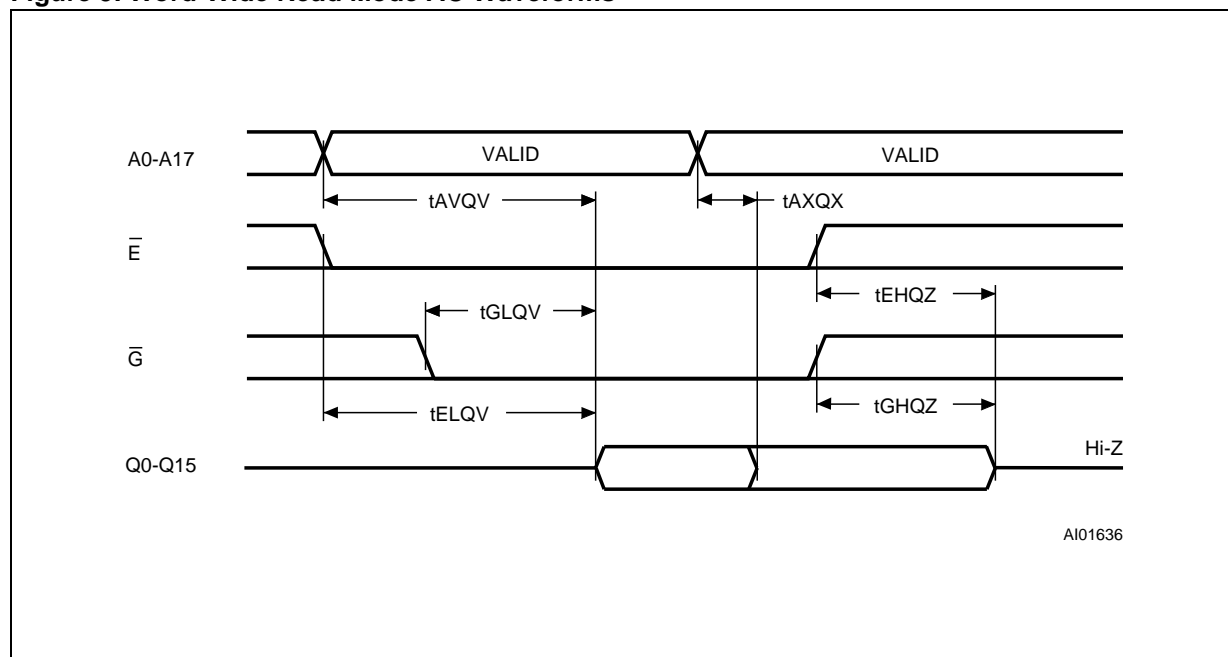 Figure Word-Wide Read Mode AC Waveforms
A0-A17 VALID VALID
tAVQV tAXQX
E̅
tEHQZ
tGLQV
G̅
tELQV tGHQZ
Hi-Z
Q0-Q15
AI01636